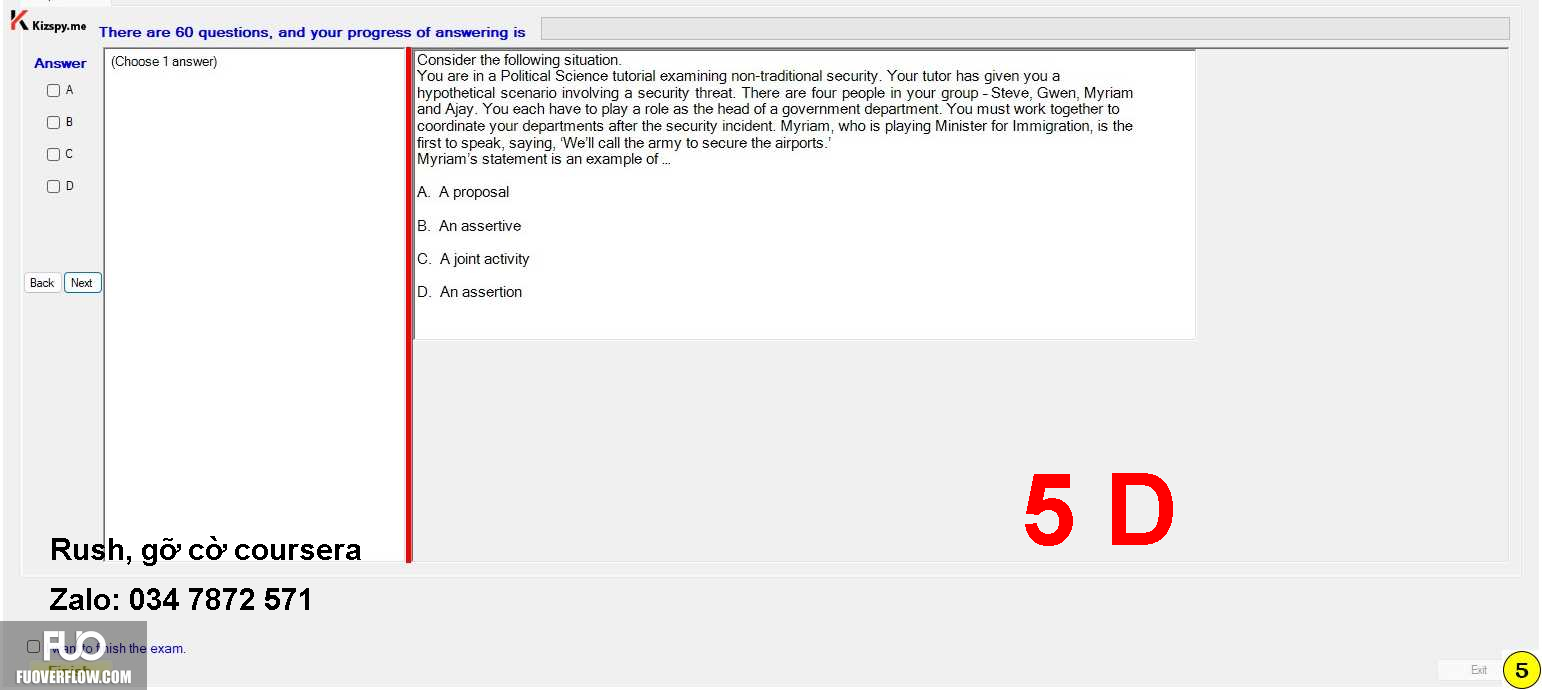 Kizspy.me
There are 60 questions, and your progress of answering is
Answer
A
B
C
D
Back Next
(Choose 1 answer)
Consider the following situation.
You are in a Political Science tutorial examining non-traditional security. Your tutor has given you a
hypothetical scenario involving a security threat. There are four people in your group - Steve, Gwen, Myriam
and Ajay. You each have to play a role as the head of a government department. You must work together to
coordinate your departments after the security incident. Myriam, who is playing Minister for Immigration, is the
first to speak, saying, ‘We’ll call the army to secure the airports.’
Myriam’s statement is an example of ...
A. A proposal
B. An assertive
C. A joint activity
D. An assertion
5 D
Rush, gỡ cờ coursera
Zalo: 034 7872 571
FUO
to finish the exam.
Finish
FUOVERFLOW.COM
Exit
5